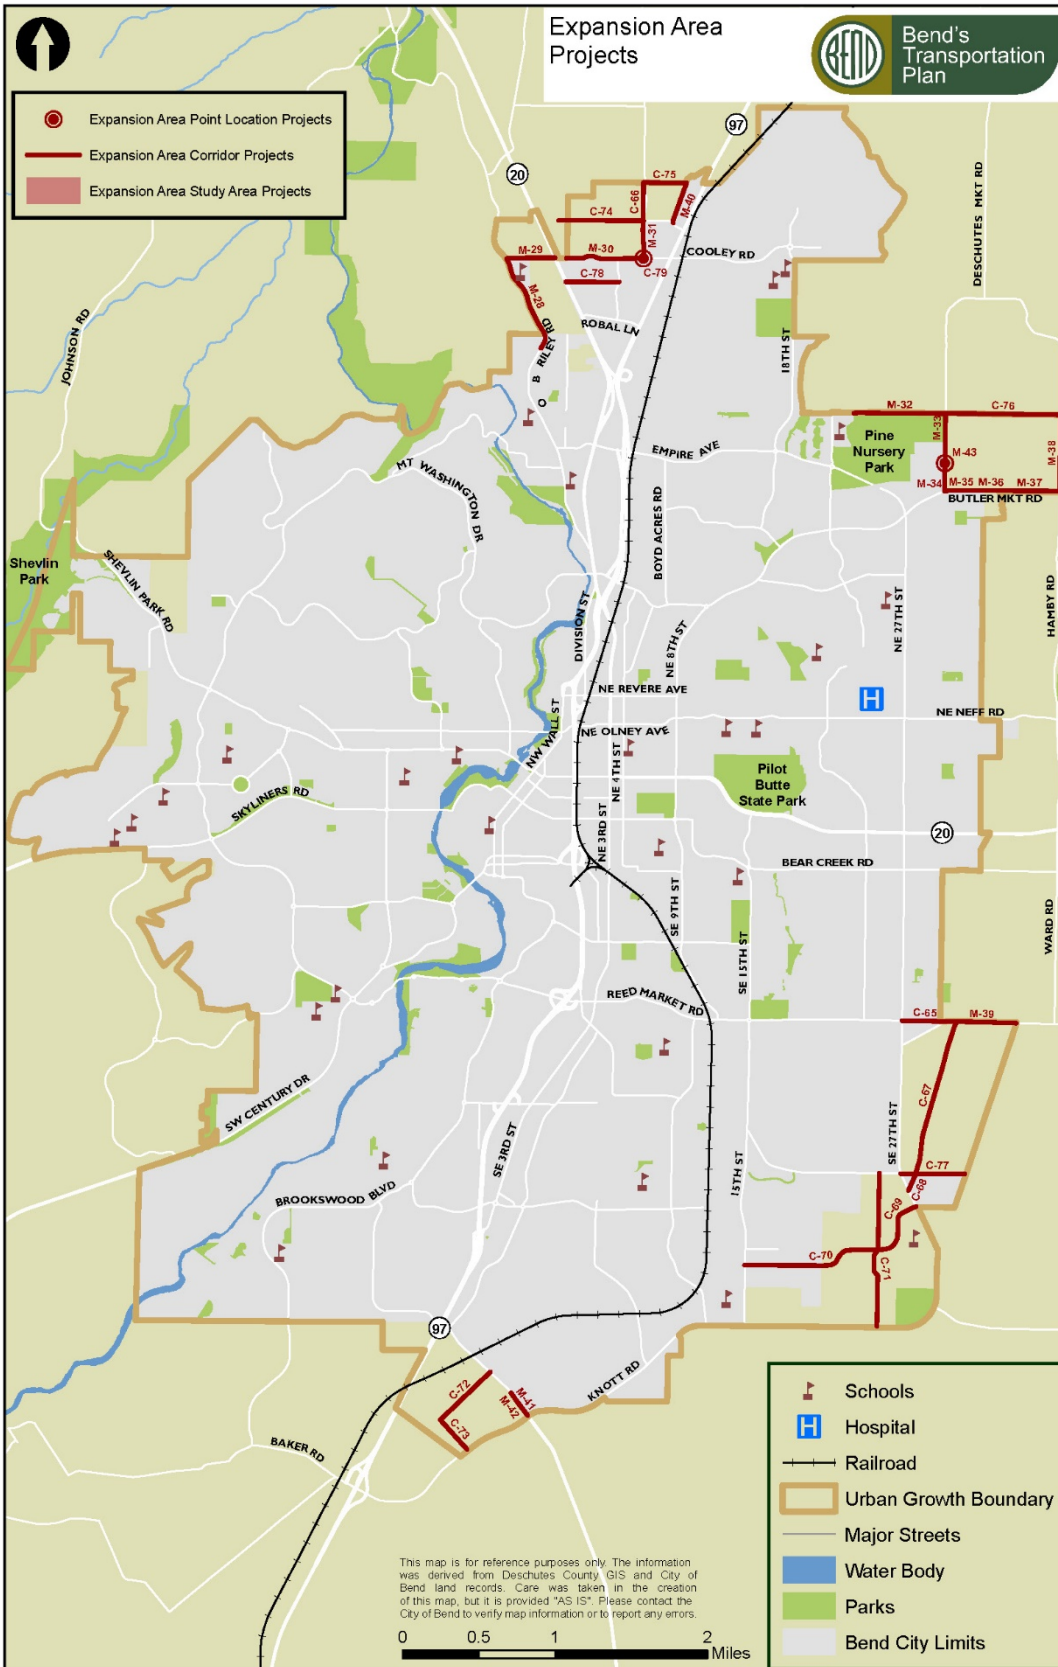 Expansion Area
Projects
BEND
Bend's
Transportation
Plan
Expansion Area Point Location Projects
Expansion Area Corridor Projects
Expansion Area Study Area Projects
97
20
C-75
C-66
M-40
C-74
M-31
M-29
M-30
COOLEY RD
C-79
C-78
M-28
ROBAL LN
O B RILEY RD
18TH ST
DESCHUTES MKT RD
JOHNSON RD
M-32
C-76
M-33
M-38
Pine
Nursery
Park
M-43
M-34
M-35
M-36
M-37
BUTLER MKT RD
EMPIRE AVE
MT WASHINGTON DR
BOYD ACRES RD
Shevlin
Park
SHEVLIN PARK RD
DIVISION ST
NE 8TH ST
NE 27TH ST
HAMBY RD
NE REVERE AVE
NW WALL ST
NE OLNEY AVE
NE NEFF RD
H
NE 4TH ST
Pilot
Butte
State Park
SKYLINERS RD
NE 3RD ST
20
BEAR CREEK RD
SE 9TH ST
SE 15TH ST
WARD RD
REED MARKET RD
C-65
M-39
SW CENTURY DR
SE 3RD ST
C-67
SE 27TH ST
C-77
15TH ST
C-68
BROOKSWOOD BLVD
C-69
C-70
C-71
97
KNOTT RD
C-72
M-41
M-42
C-73
BAKER RD
Schools
H
Hospital
Railroad
Urban Growth Boundary
Major Streets
Water Body
Parks
Bend City Limits
This map is for reference purposes only. The information
was derived from Deschutes County GIS and City of
Bend land records. Care was taken in the creation
of this map, but it is provided "AS IS". Please contact the
City of Bend to verify map information or to report any errors.
0 0.5 1 2
Miles